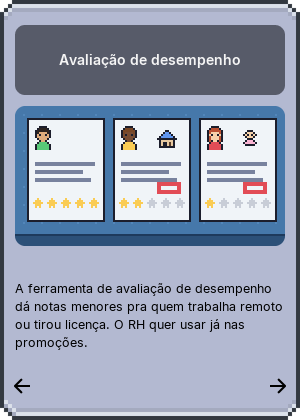 Avaliação de desempenho
A ferramenta de avaliação de desempenho
dá notas menores pra quem trabalha remoto
ou tirou licença. O RH quer usar já nas
promoções.